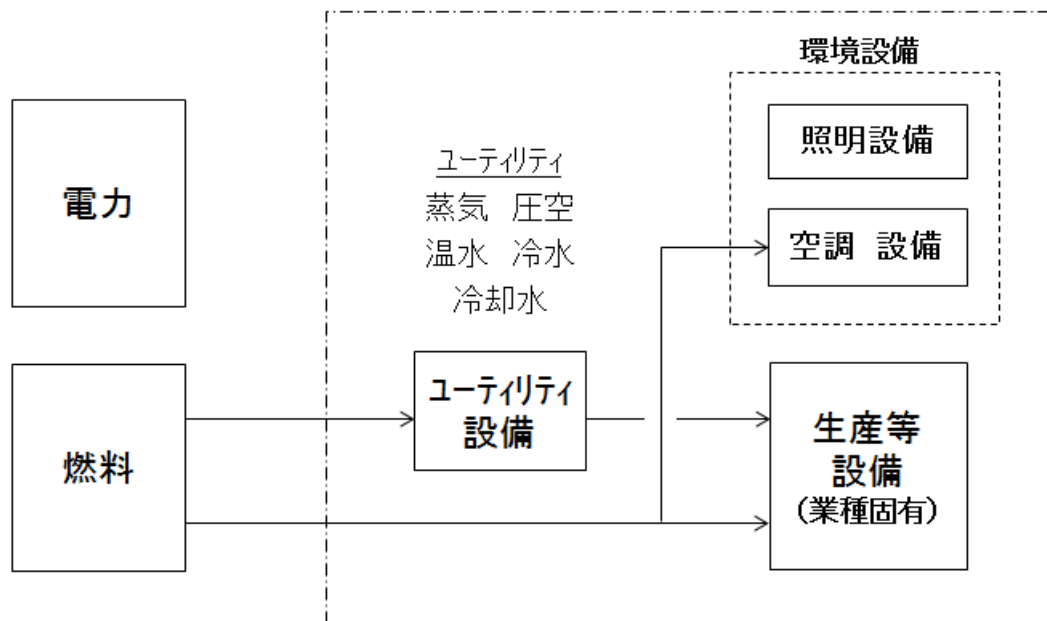 環境設備
照明設備
電力
ユーティリティ
蒸気 圧空
温水 冷水
冷却水
空調 設備
燃料
ユーティリティ
設備
生産等
設備
(業種固有)